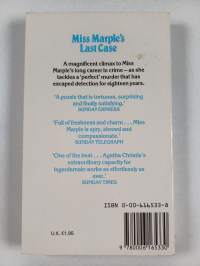 Miss Marple's
Last Case
A magnificent climax to Miss
Marple's long career in crime – as she
tackles a 'perfect' murder that has
escaped detection for eighteen years.
'A puzzle that is tortuous, surprising
and finally satisfying.'
SUNDAY EXPRESS
'Full of freshness and charm . . . Miss
Marple is spry, shrewd and
compassionate.'
SUNDAY TELEGRAPH
'One of the best . . . Agatha Christie's
extraordinary capacity for
ingenious works as effortlessly as
ever.'
SUNDAY TIMES
ISBN 0-00-616533-8
U.K. £1.95
9780006165330